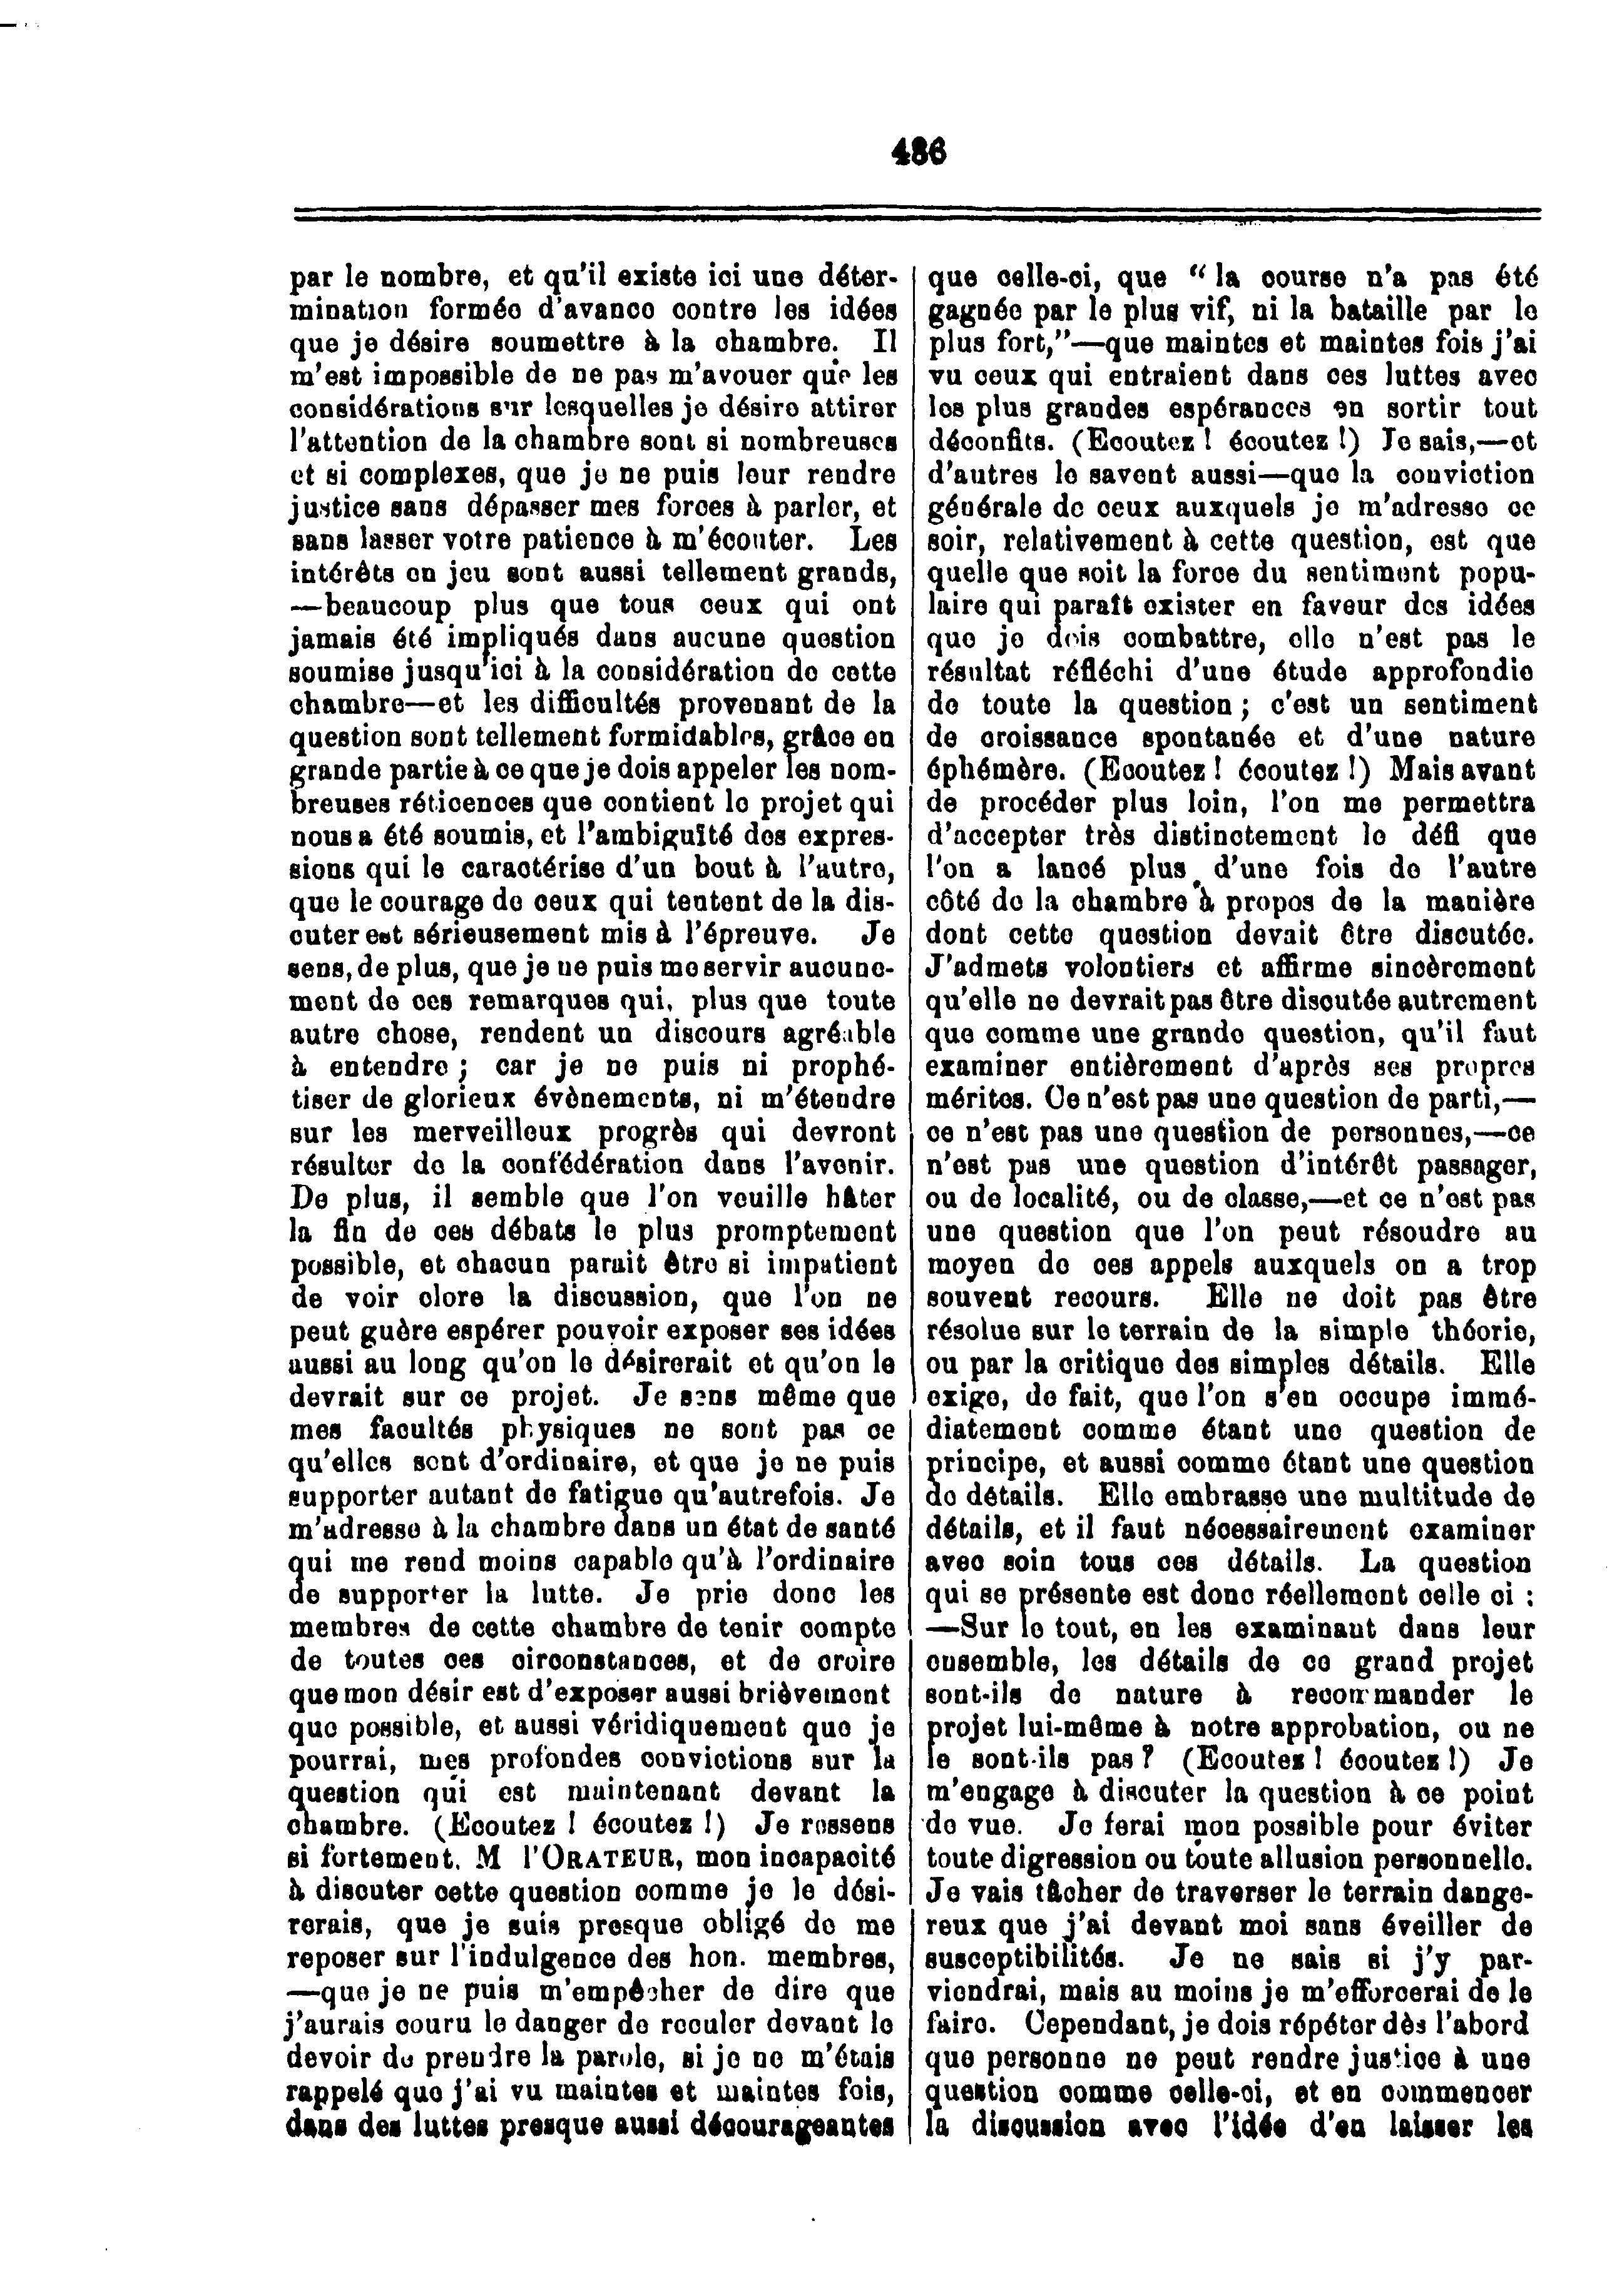 486
par le nombre, et qu'il existe ici une déter-
mination formée d'avance contre les idées
que je désire soumettre à la chambre. Il
m'est impossible de ne pas m'avouer que les
considérations sur lesquelles je désire attirer
l'attention de la chambre sont si nombreuses
et si complexes, que je ne puis leur rendre
justice sans dépasser mes forces à parler, et
sans lasser votre patience à m'écouter. Les
intérêts en jeu sont aussi tellement grands,
—beaucoup plus que tous ceux qui ont
jamais été impliqués dans aucune question
soumise jusqu'ici à la considération de cette
chambre—et les difficultés provenant de la
question sont tellement formidables, grâce en
grande partie à ce que je dois appeler les nom-
breuses réticences que contient le projet qui
nous a été soumis, et l'ambiguïté des expres-
sions qui le caractérise d'un bout à l'autre,
que le courage de ceux qui tentent de la dis-
cuter est sérieusement mis à l'épreuve. Je
sens, de plus, que je ne puis me servir aucune-
ment de ces remarques qui, plus que toute
autre chose, rendent un discours agréable
à entendre ; car je ne puis ni prophé-
tiser de glorieux évènements, ni m'étendre
sur les merveilleux progrès qui devront
résulter de la confédération dans l'avenir.
De plus, il semble que l'on veuille hâter
la fin de ces débats le plus promptement
possible, et chacun parait être si impatient
de voir clore la discussion, que l'on ne
peut guère espérer pouvoir exposer ses idées
aussi au long qu'on le désirerait et qu'on le
devrait sur ce projet. Je sens même que
mes facultés physiques ne sont pas ce
qu'elles sont d'ordinaire, et que je ne puis
supporter autant de fatigue qu'autrefois. Je
m'adresse à la chambre dans un état de santé
qui me rend moins capable qu'à l'ordinaire
de supporter la lutte. Je prie donc les
membres de cette chambre de tenir compte
de toutes ces circonstances, et de croire
que mon désir est d'exposer aussi brièvement
que possible, et aussi véridiquement que je
pourrai, mes profondes convictions sur la
question qui est maintenant devant la
chambre. (Ecoutez ! écoutez !) Je ressens
si fortement, M l'ORATEUR, mon incapacité
à discuter cette question comme je le dési-
rerais, que je suis presque obligé de me
reposer sur l'indulgence des hon. membres,
—que je ne puis m'empêcher de dire que
j'aurais couru le danger de reculer devant le
devoir de prendre la parole, si je ne m'étais
rappelé que j'ai vu maintes et maintes fois,
dans des luttes presque aussi décourageantes
que celle-ci, que “ la course n'a pas été
gagnée par le plus vif, ni la bataille par le
plus fort,”—que maintes et maintes fois j'ai
vu ceux qui entraient dans ces luttes avec
les plus grandes espérances en sortir tout
déconfits. (Ecoutez ! écoutez !) Je sais,—et
d'autres le savent aussi—que la conviction
générale de ceux auxquels je m'adresse ce
soir, relativement à cette question, est que
quelle que soit la force du sentiment popu-
laire qui paraît exister en faveur des idées
que je dois combattre, elle n'est pas le
résultat réfléchi d'une étude approfondie
de toute la question ; c'est un sentiment
de croissance spontanée et d'une nature
éphémère. (Ecoutez ! écoutez !) Mais avant
de procéder plus loin, l'on me permettra
d'accepter très distinctement le défi que
l'on a lancé plus d'une fois de l'autre
côté de la chambre à propos de la manière
dont cette question devait être discutée.
J'admets volontiers et affirme sincèrement
qu'elle ne devrait pas être discutée autrement
que comme une grande question, qu'il faut
examiner entièrement d'après ses propres
mérites. Ce n'est pas une question de parti,—
ce n'est pas une question de personnes,—ce
n'est pas une question d'intérêt passager,
ou de localité, ou de classe,—et ce n'est pas
une question que l'on peut résoudre au
moyen de ces appels auxquels on a trop
souvent recours. Elle ne doit pas être
résolue sur le terrain de la simple théorie,
ou par la critique des simples détails. Elle
exige, de fait, que l'on s'en occupe immé-
diatement comme étant une question de
principe, et aussi comme étant une question
de détails. Elle embrasse une multitude de
détails, et il faut nécessairement examiner
avec soin tous ces détails. La question
qui se présente est donc réellement celle ci :
—Sur le tout, en les examinant dans leur
ensemble, les détails de ce grand projet
sont-ils de nature à recommander le
projet lui-même à notre approbation, ou ne
le sont-ils pas ? (Ecoutez ! écoutez !) Je
m'engage à discuter la question à ce point
de vue. Je ferai mon possible pour éviter
toute digression ou toute allusion personnelle.
Je vais tâcher de traverser le terrain dange-
reux que j'ai devant moi sans éveiller de
susceptibilités. Je ne sais si j'y par-
viendrai, mais au moins je m'efforcerai de le
faire. Cependant, je dois répéter dès l'abord
que personne ne peut rendre justice à une
question comme celle-ci, et en commencer
la discussion avec l'idée d'en laisser les